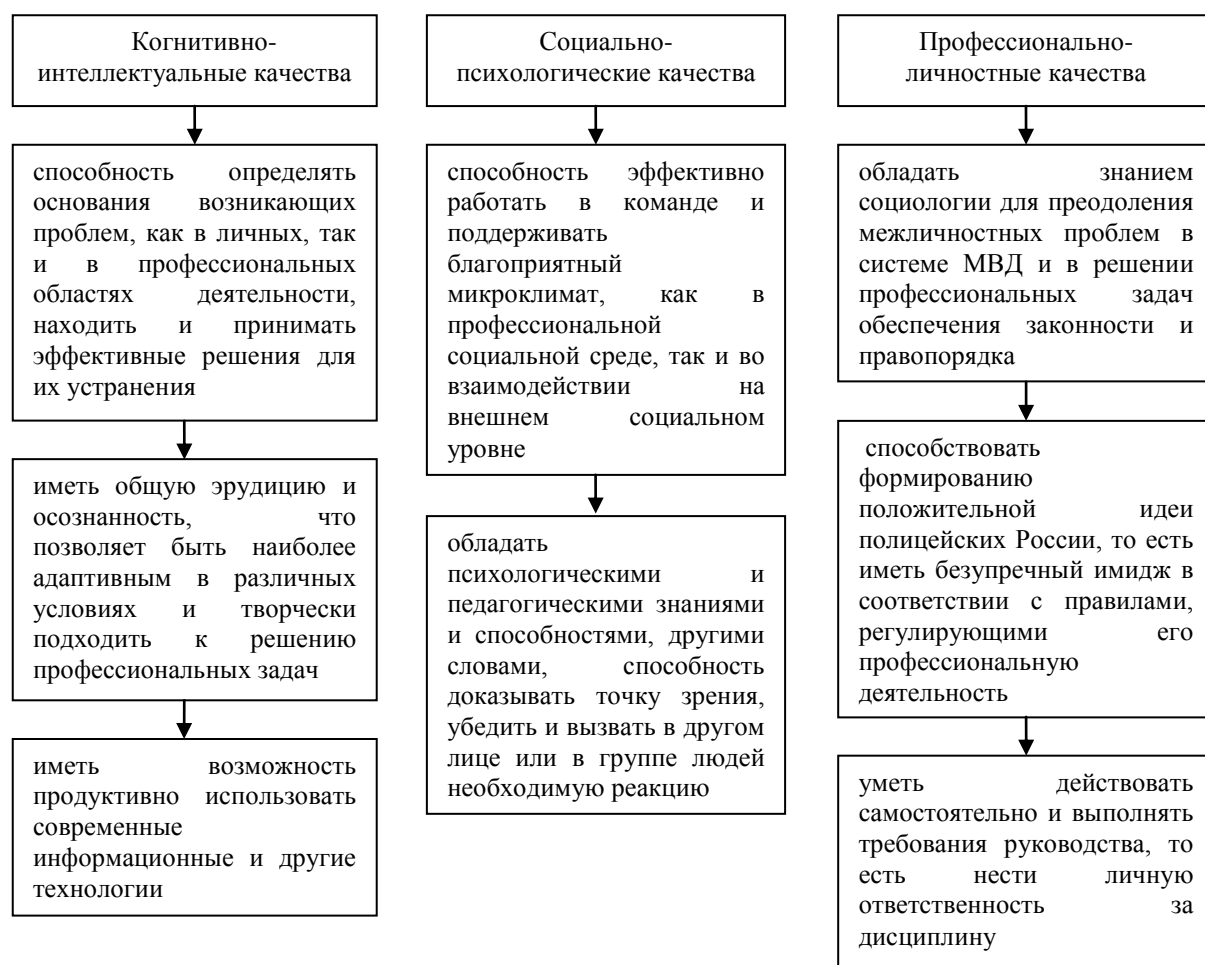 Когнитивно-
интеллектуальные качества
способность определять
основания возникающих
проблем, как в личных, так
и в профессиональных
областях деятельности,
находить и принимать
эффективные решения для
их устранения
иметь общую эрудицию и
осознанность, что
позволяет быть наиболее
адаптивным в различных
условиях и творчески
подходить к решению
профессиональных задач
иметь возможность
продуктивно использовать
современные
информационные и другие
технологии
Социально-
психологические качества
способность эффективно
работать в команде и
поддерживать
благоприятный
микроклимат, как в
профессиональной
социальной среде, так и во
взаимодействии на
внешнем социальном
уровне
обладать
психологическими и
педагогическими знаниями
и способностями, другими
словами, способность
доказывать точку зрения,
убедить и вызвать в другом
лице или в группе людей
необходимую реакцию
Профессионально-
личностные качества
обладать знанием
социологии для преодоления
межличностных проблем в
системе МВД и в решении
профессиональных задач
обеспечения законности и
правопорядка
способствовать
формированию
положительной идеи
полицейских России, то есть
иметь безупречный имидж в
соответствии с правилами,
регулирующими его
профессиональную
деятельность
уметь действовать
самостоятельно и выполнять
требования руководства, то
есть нести личную
ответственность за
дисциплину